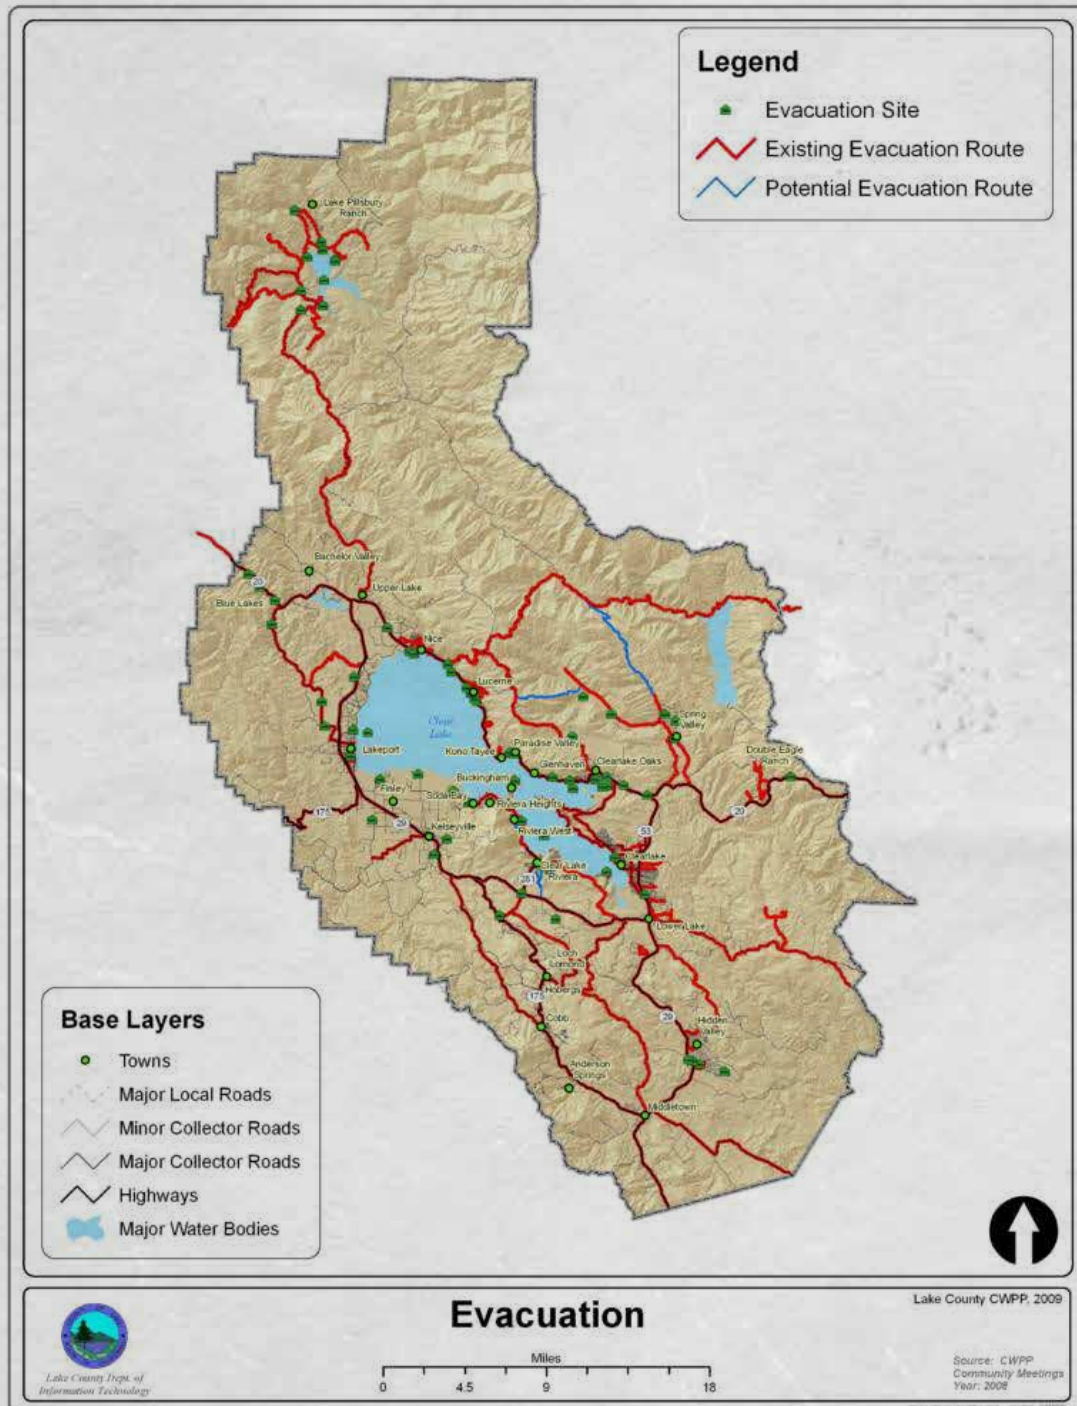 Legend
Evacuation Site
Existing Evacuation Route
Potential Evacuation Route
Lake Pillsbury
Ranch
Bachelor Valley
20
Blue Lakes
Upper Lake
Nice
Lucerne
Clear
Lake
Spring
Valley
Lakeport
Kono Tayee
Paradise Valley
Double Eagle
Ranch
Glenhaven
Clearlake Oaks
Buckingham
Finley
Soda Bay
Riviera Heights
175
29
20
Kelseyville
Riviera West
53
Clearlake
Clear Lake
Riviera
281
Lower Lake
Loch
Lomond
Hobergs
175
29
Hidden
Valley
Cobb
Anderson
Springs
Middletown
Base Layers
Towns
Major Local Roads
Minor Collector Roads
Major Collector Roads
Highways
Major Water Bodies
Evacuation
Lake County CWPP, 2009
Miles
0 4.5 9 18
Lake County Dept. of
Information Technology
Source: CWPP
Community Meetings
Year: 2008